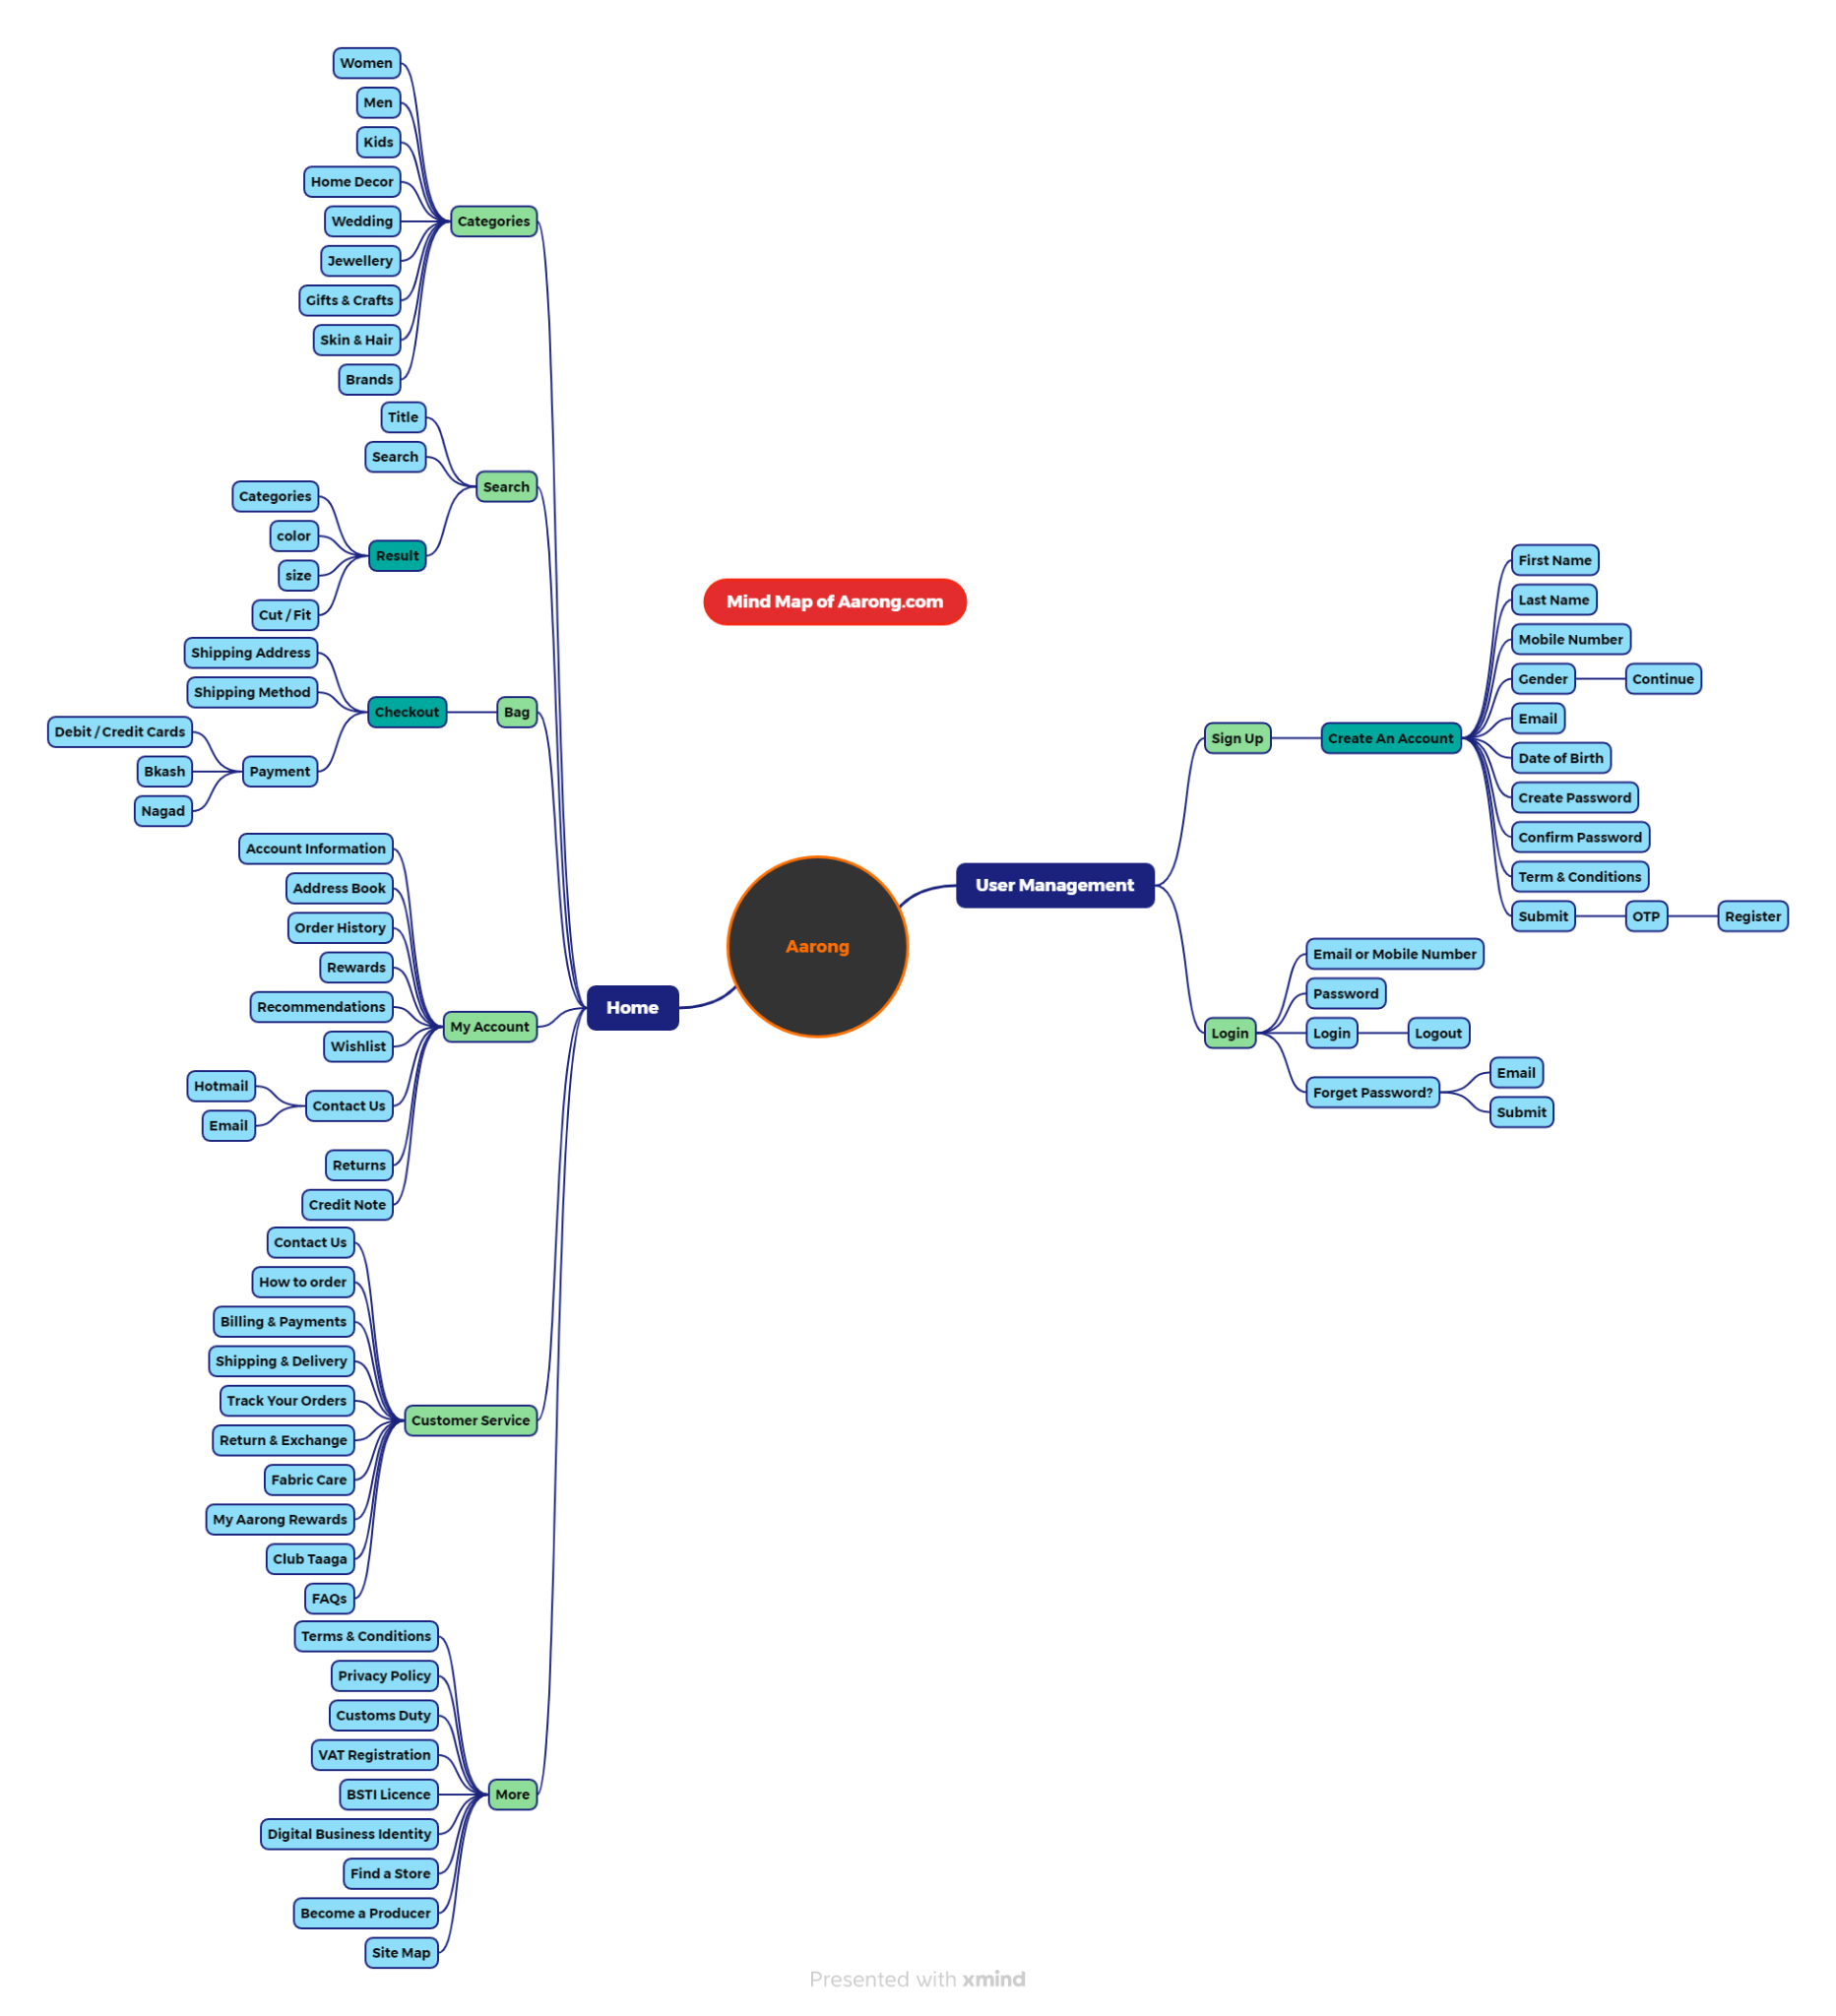 Mind Map of Aarong.com
Aarong
Home
Categories
Women
Men
Kids
Home Decor
Wedding
Jewellery
Gifts & Crafts
Skin & Hair
Brands
Search
Title
Search
Result
Categories
color
size
Cut / Fit
Bag
Checkout
Shipping Address
Shipping Method
Payment
Debit / Credit Cards
Bkash
Nagad
My Account
Account Information
Address Book
Order History
Rewards
Recommendations
Wishlist
Contact Us
Hotmail
Email
Returns
Credit Note
Customer Service
Contact Us
How to order
Billing & Payments
Shipping & Delivery
Track Your Orders
Return & Exchange
Fabric Care
My Aarong Rewards
Club Taaga
FAQs
More
Terms & Conditions
Privacy Policy
Customs Duty
VAT Registration
BSTI Licence
Digital Business Identity
Find a Store
Become a Producer
Site Map
User Management
Sign Up
Create An Account
First Name
Last Name
Mobile Number
Gender
Continue
Email
Date of Birth
Create Password
Confirm Password
Term & Conditions
Submit
OTP
Register
Login
Email or Mobile Number
Password
Login
Logout
Forget Password?
Email
Submit
Presented with xmind